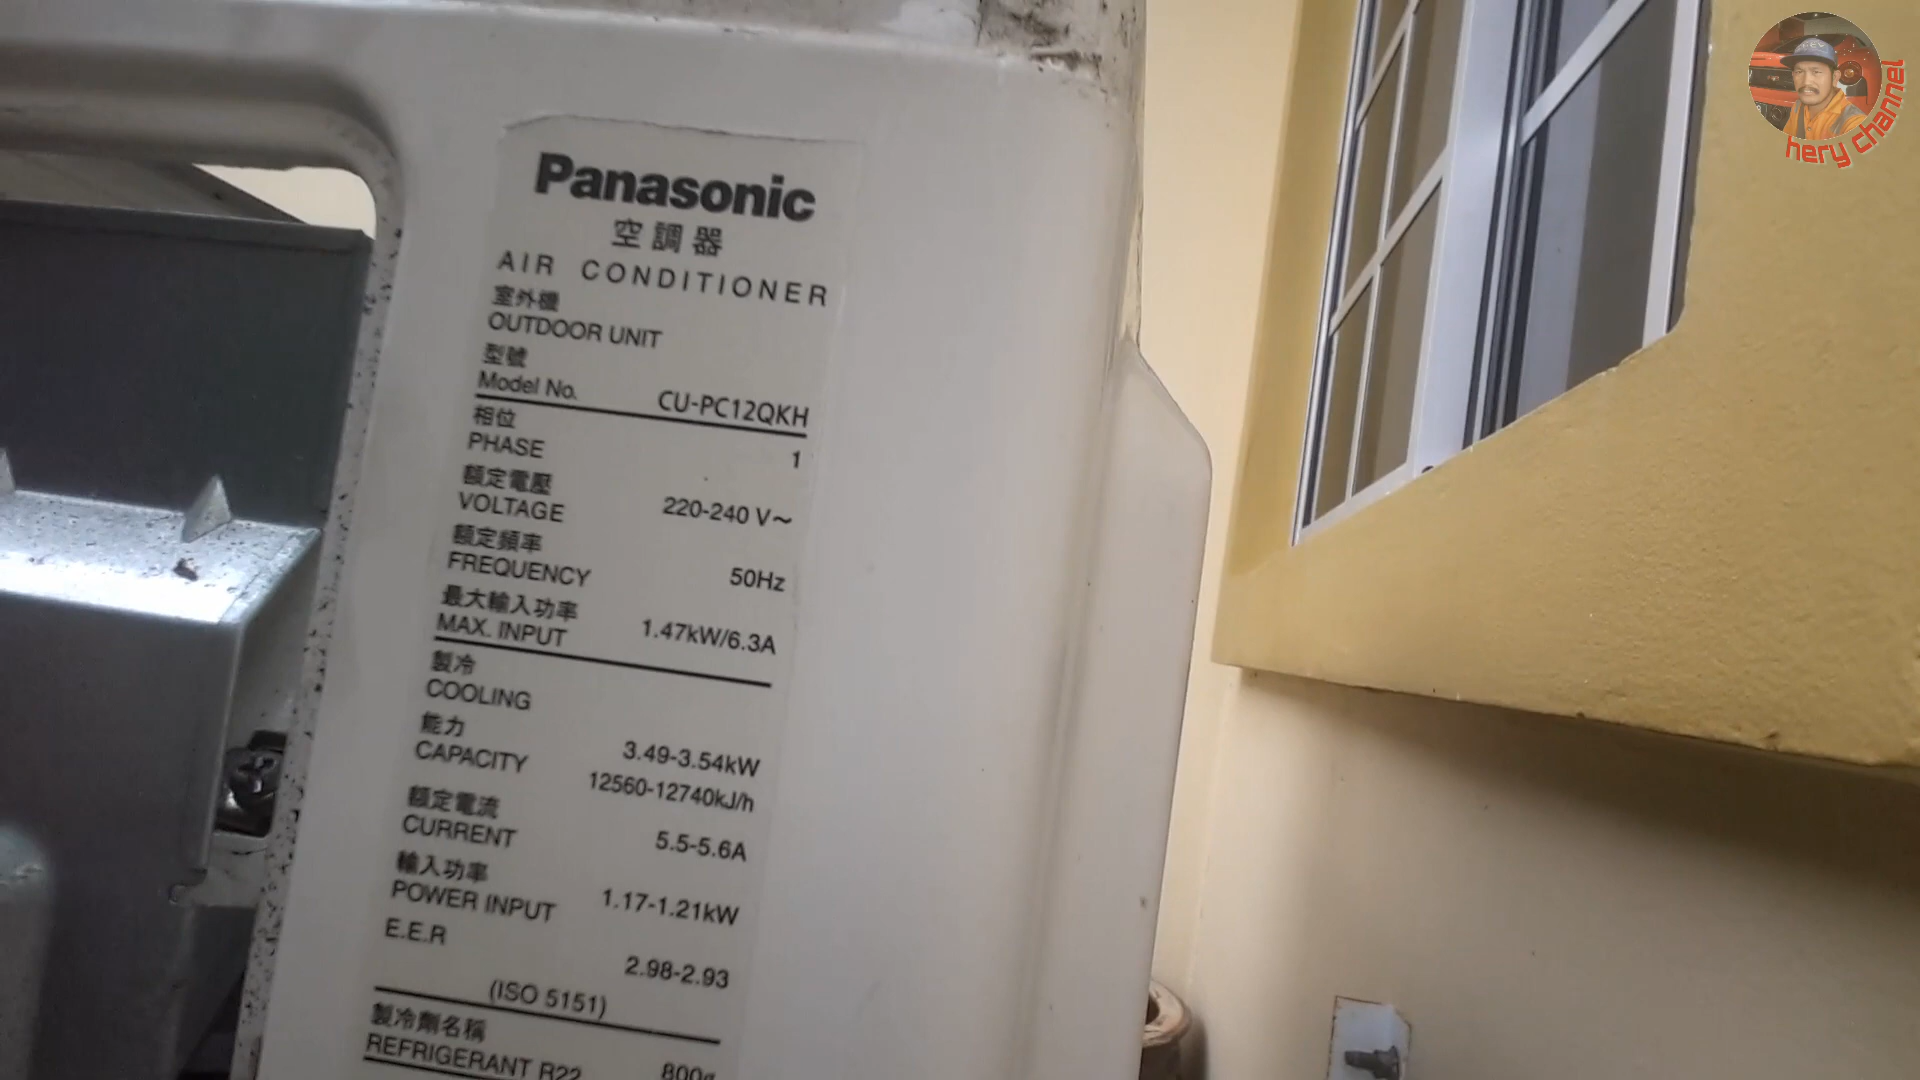 Panasonic
空調器
AIR CONDITIONER
室外機
OUTDOOR UNIT
型號
Model No. CU-PC12QKH
相位
PHASE 1
額定電壓
VOLTAGE 220-240 V~
額定頻率
FREQUENCY 50Hz
最大輸入功率
MAX. INPUT 1.47kW/6.3A
製冷
COOLING
能力
CAPACITY 3.49-3.54kW
12560-12740kJ/h
額定電流
CURRENT 5.5-5.6A
輸入功率
POWER INPUT 1.17-1.21kW
E.E.R
2.98-2.93
(ISO 5151)
製冷劑名稱
REFRIGERANT R22 800g
hery channel